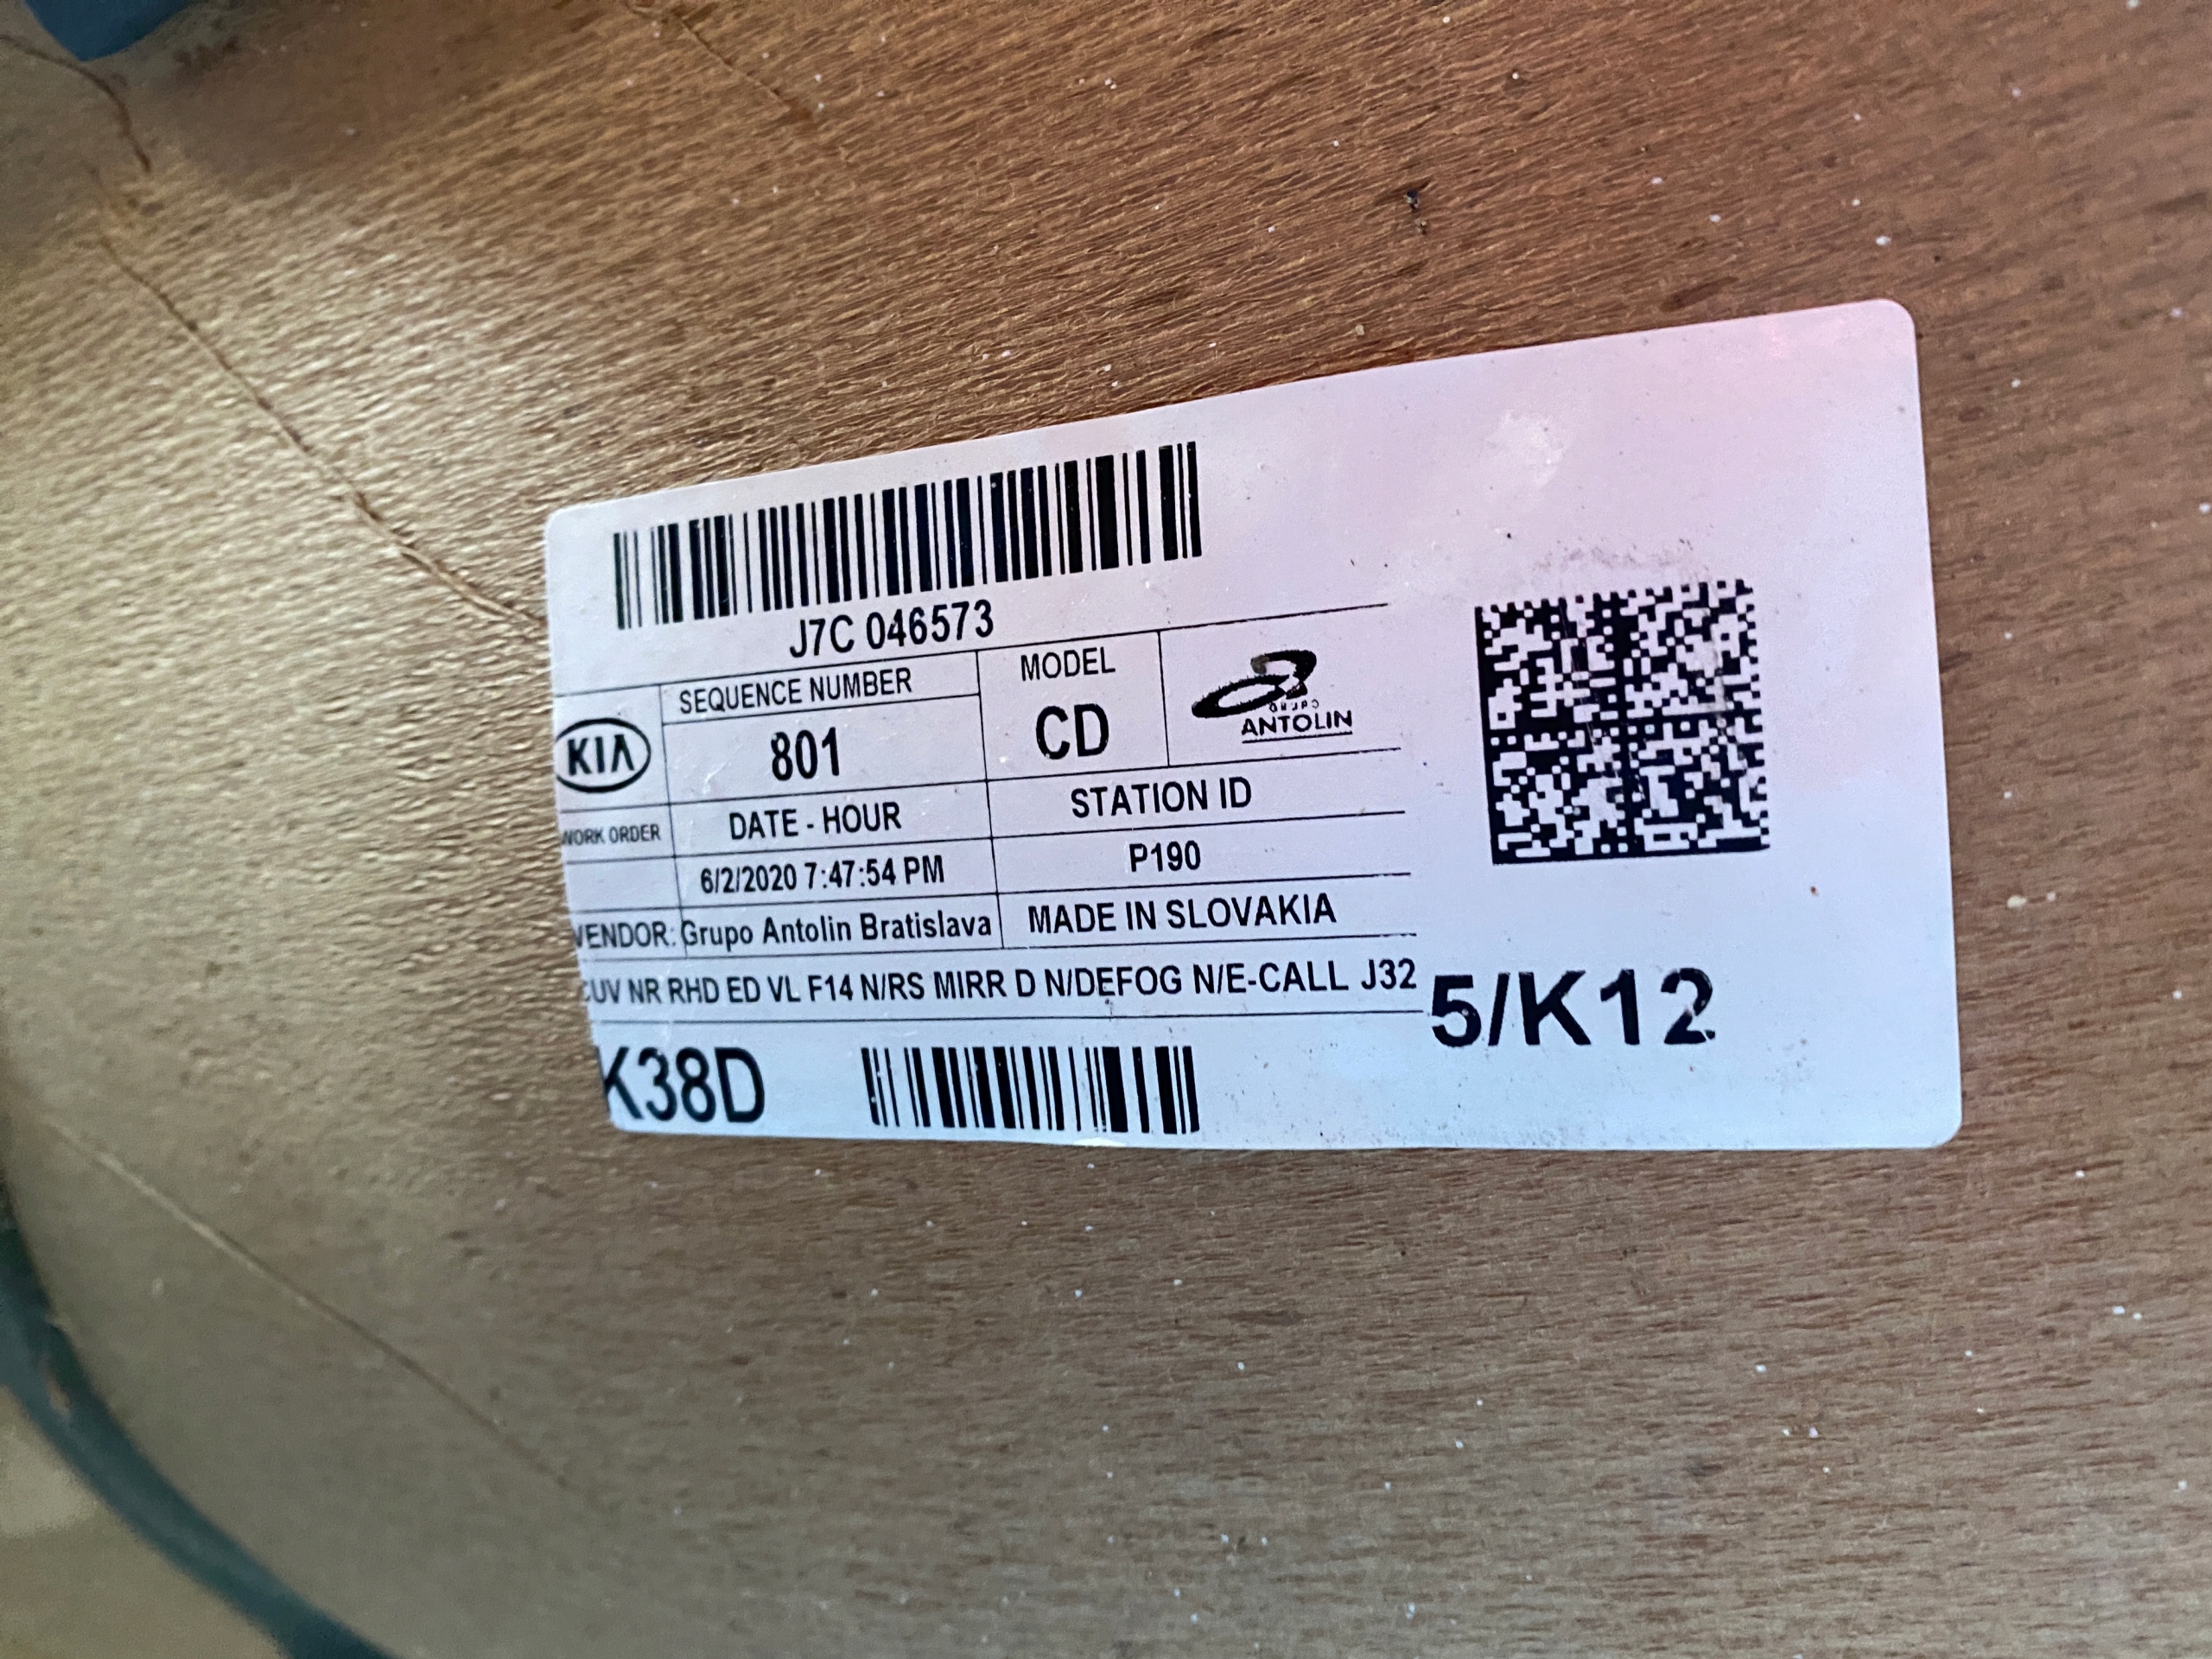 J7C 046573
KIA
SEQUENCE NUMBER
801
MODEL
CD
GRUPO
ANTOLIN
WORK ORDER
DATE - HOUR
6/2/2020 7:47:54 PM
STATION ID
P190
VENDOR: Grupo Antolin Bratislava
MADE IN SLOVAKIA
CUV NR RHD ED VL F14 N/RS MIRR D N/DEFOG N/E-CALL J32
5/K12
K38D